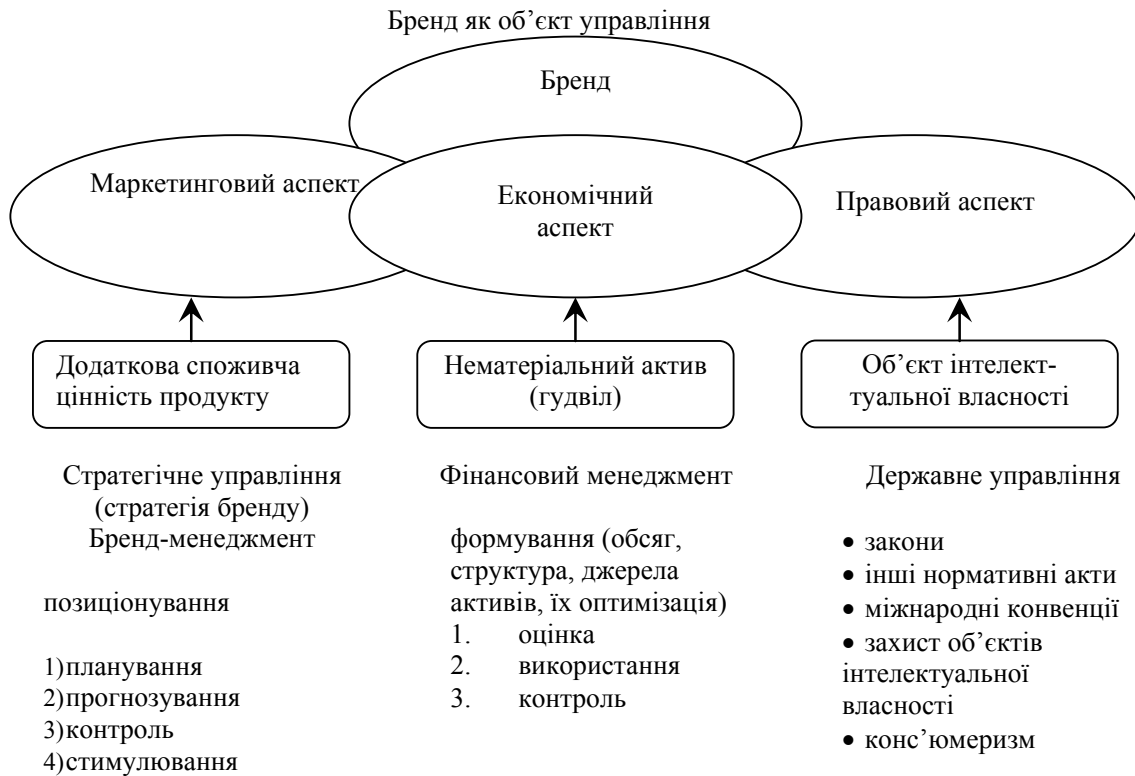 Бренд як об’єкт управління
Бренд
Маркетинговий аспект
Економічний
аспект
Правовий аспект
Додаткова споживча
цінність продукту
Нематеріальний актив
(гудвіл)
Об’єкт інтелек-
туальної власності
Стратегічне управління
(стратегія бренду)
Бренд-менеджмент
позиціонування
1)планування
2)прогнозування
3)контроль
4)стимулювання
Фінансовий менеджмент
формування (обсяг,
структура, джерела
активів, їх оптимізація)
1. оцінка
2. використання
3. контроль
Державне управління
• закони
• інші нормативні акти
• міжнародні конвенції
• захист об’єктів
інтелектуальної
власності
• конс’юмеризм